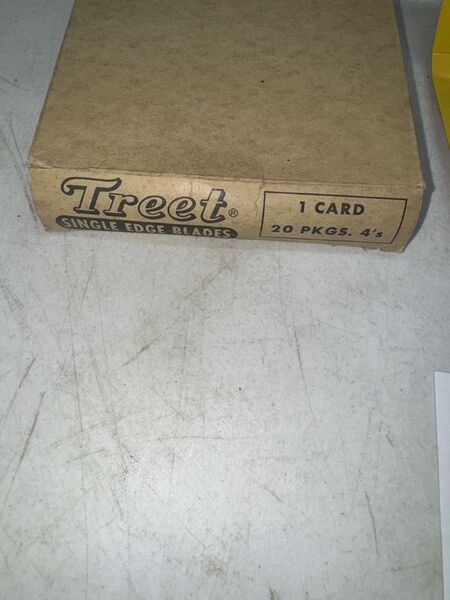 Treet®
SINGLE EDGE BLADES
1 CARD
20 PKGS. 4's